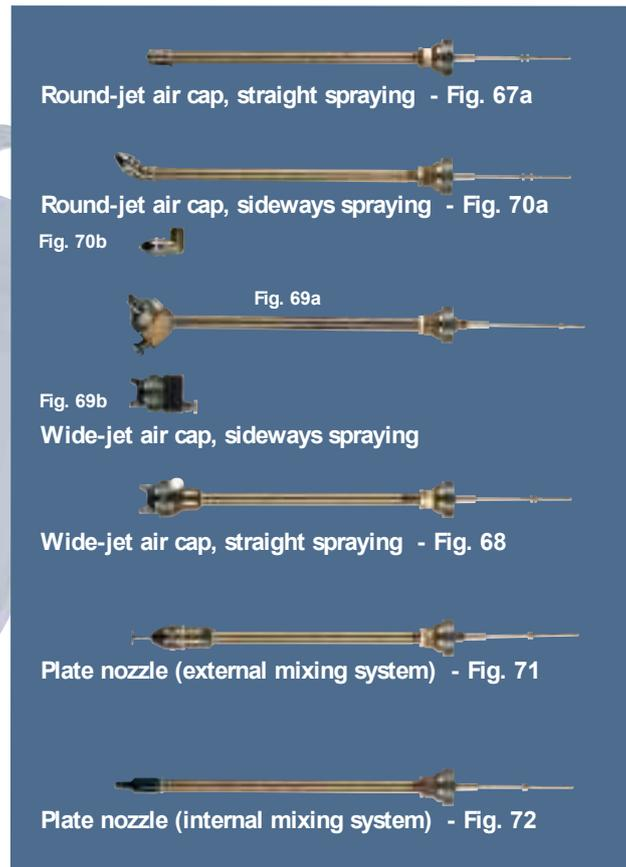 Round-jet air cap, straight spraying - Fig. 67a
Round-jet air cap, sideways spraying - Fig. 70a
Fig. 70b
Fig. 69a
Fig. 69b
Wide-jet air cap, sideways spraying
Wide-jet air cap, straight spraying - Fig. 68
Plate nozzle (external mixing system) - Fig. 71
Plate nozzle (internal mixing system) - Fig. 72